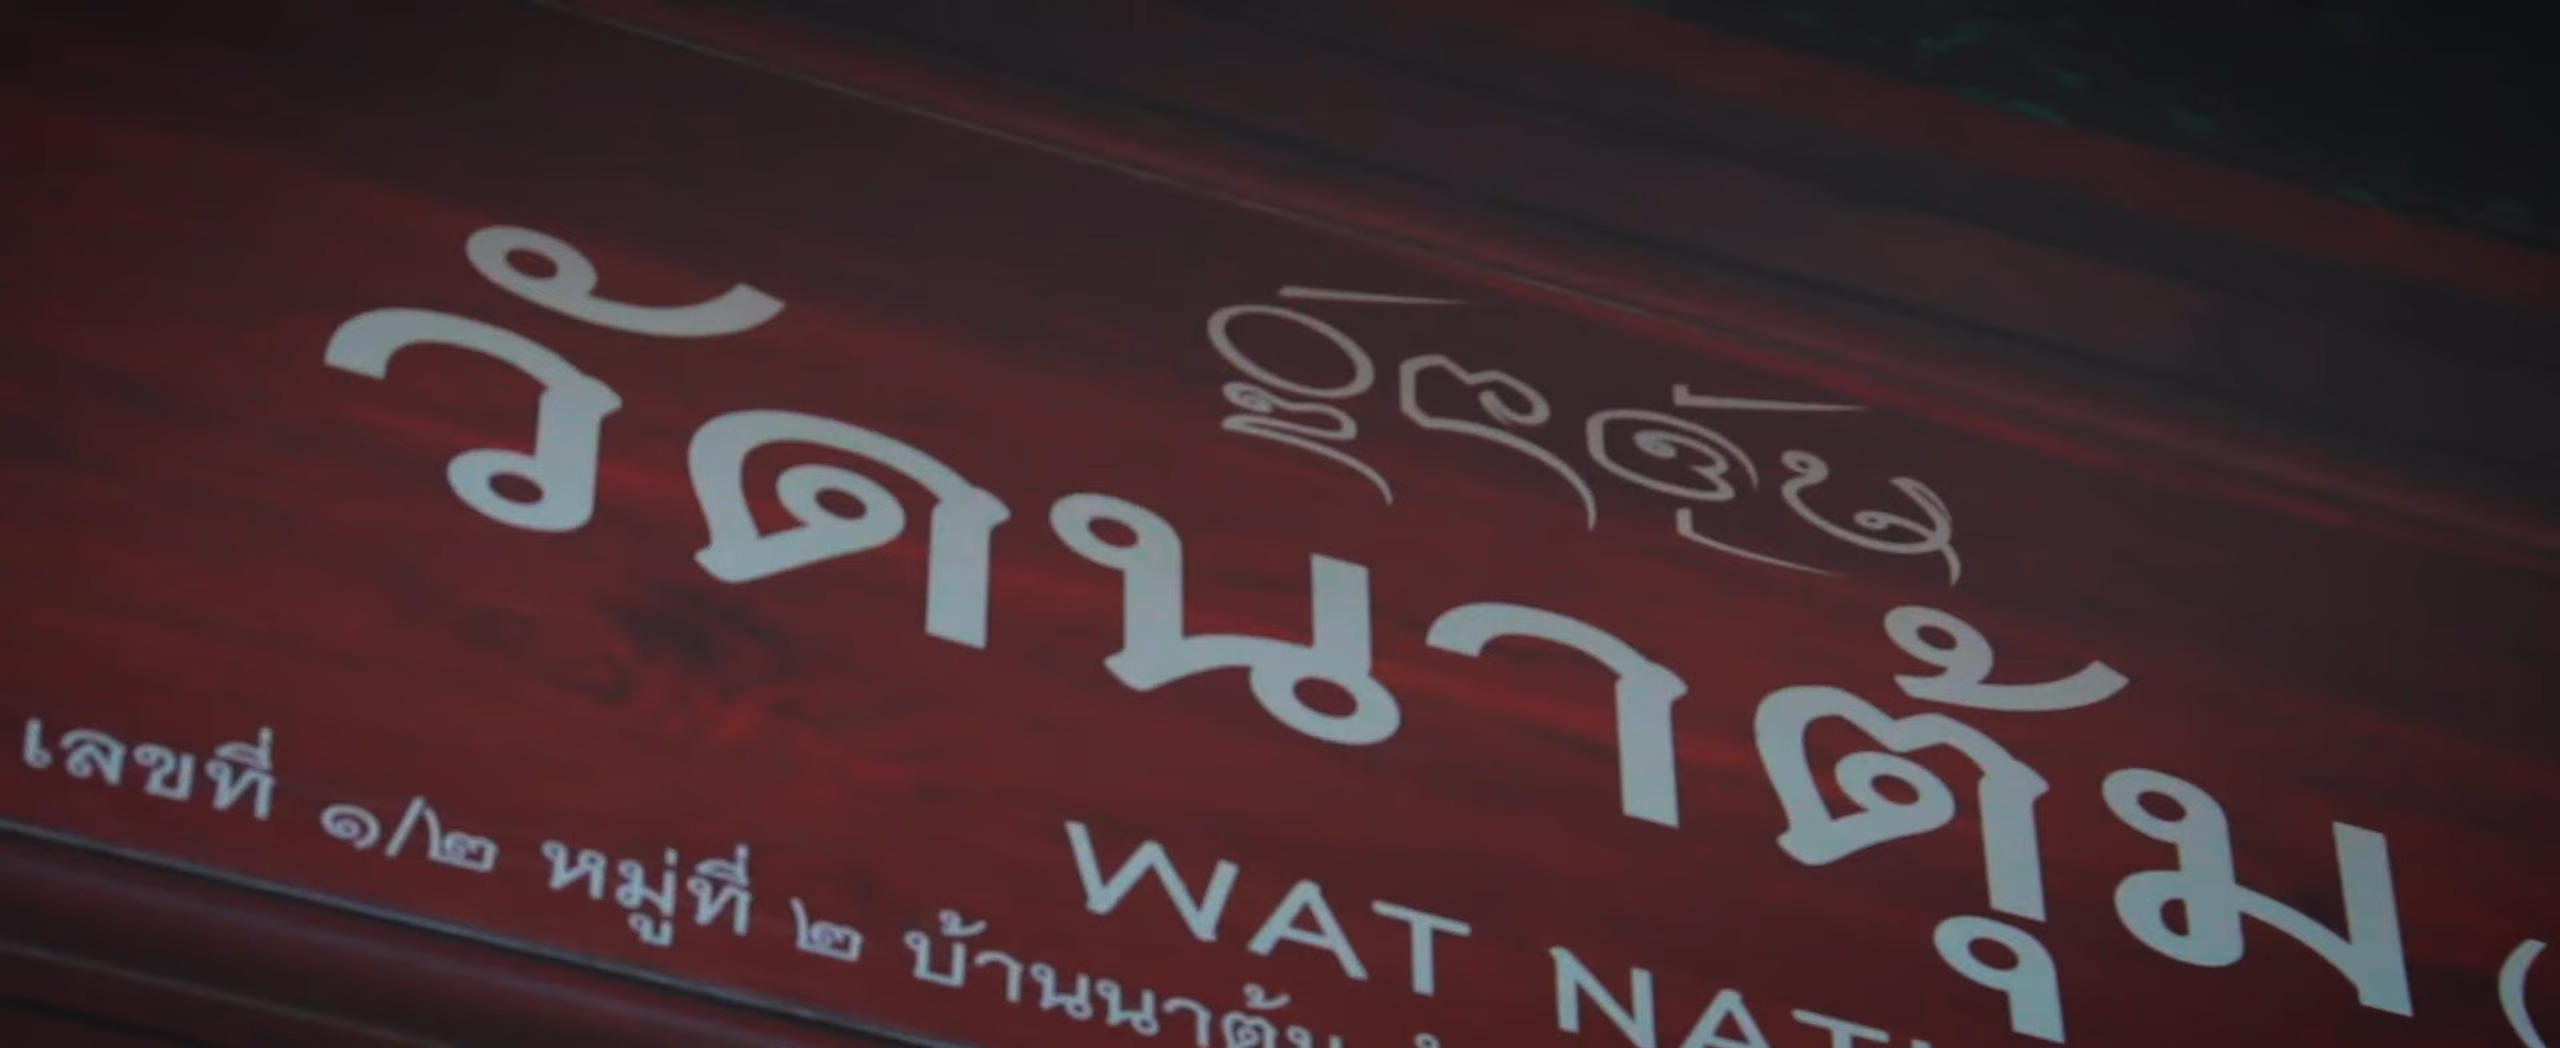 วัดนาตุ้ม (
WAT NAT
เลขที่ ๑/๒ หมู่ที่ ๒ บ้านนาตุ้ม